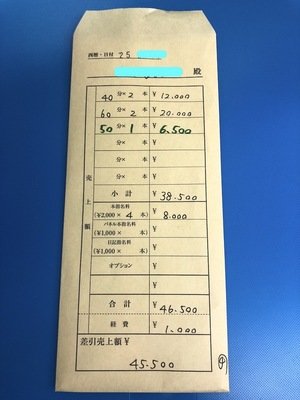 西暦・日付 25
殿
40 分× 2 本 ¥ 12.000
60 分× 2 本 ¥ 20.000
50 分× 1 本 ¥ 6.500
分× 本 ¥
分× 本 ¥
分× 本 ¥
売上額
小計 ¥ 38.500
本指名料
(¥2,000× 4 本) ¥ 8.000
パネル本指名料
(¥1,000× 本) ¥
日記指名料
(¥1,000× 本) ¥
オプション ¥
¥
合計 ¥ 46.500
経費 ¥ 1.000
差引売上額 ¥
45.500